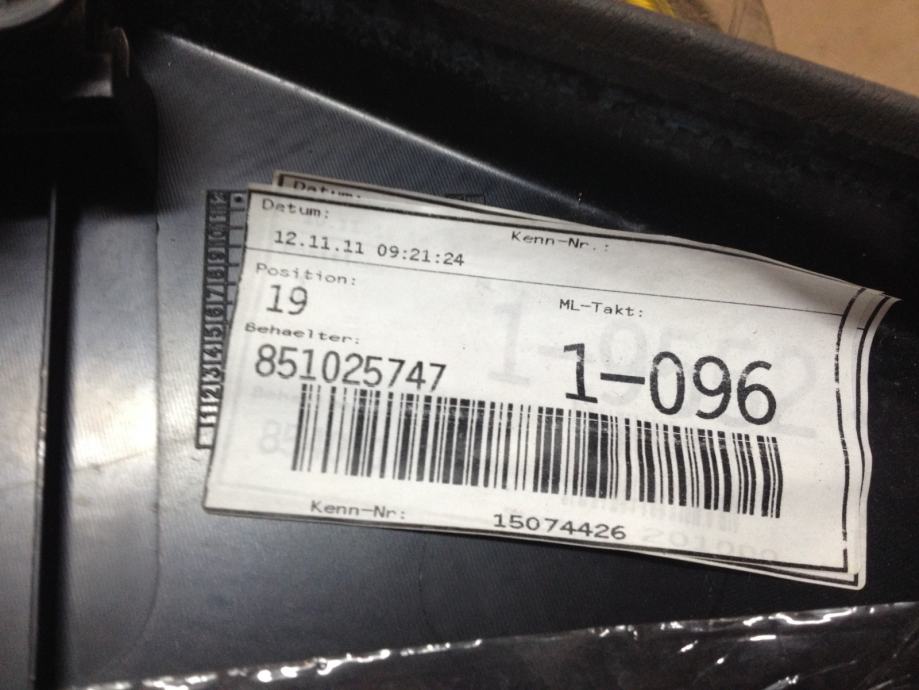 Datum:
Datum:
Kenn-Nr.:
12.11.11 09:21:24
Position:
ML-Takt:
19
Behaelter:
851025747
1-096
Kenn-Nr:
15074426